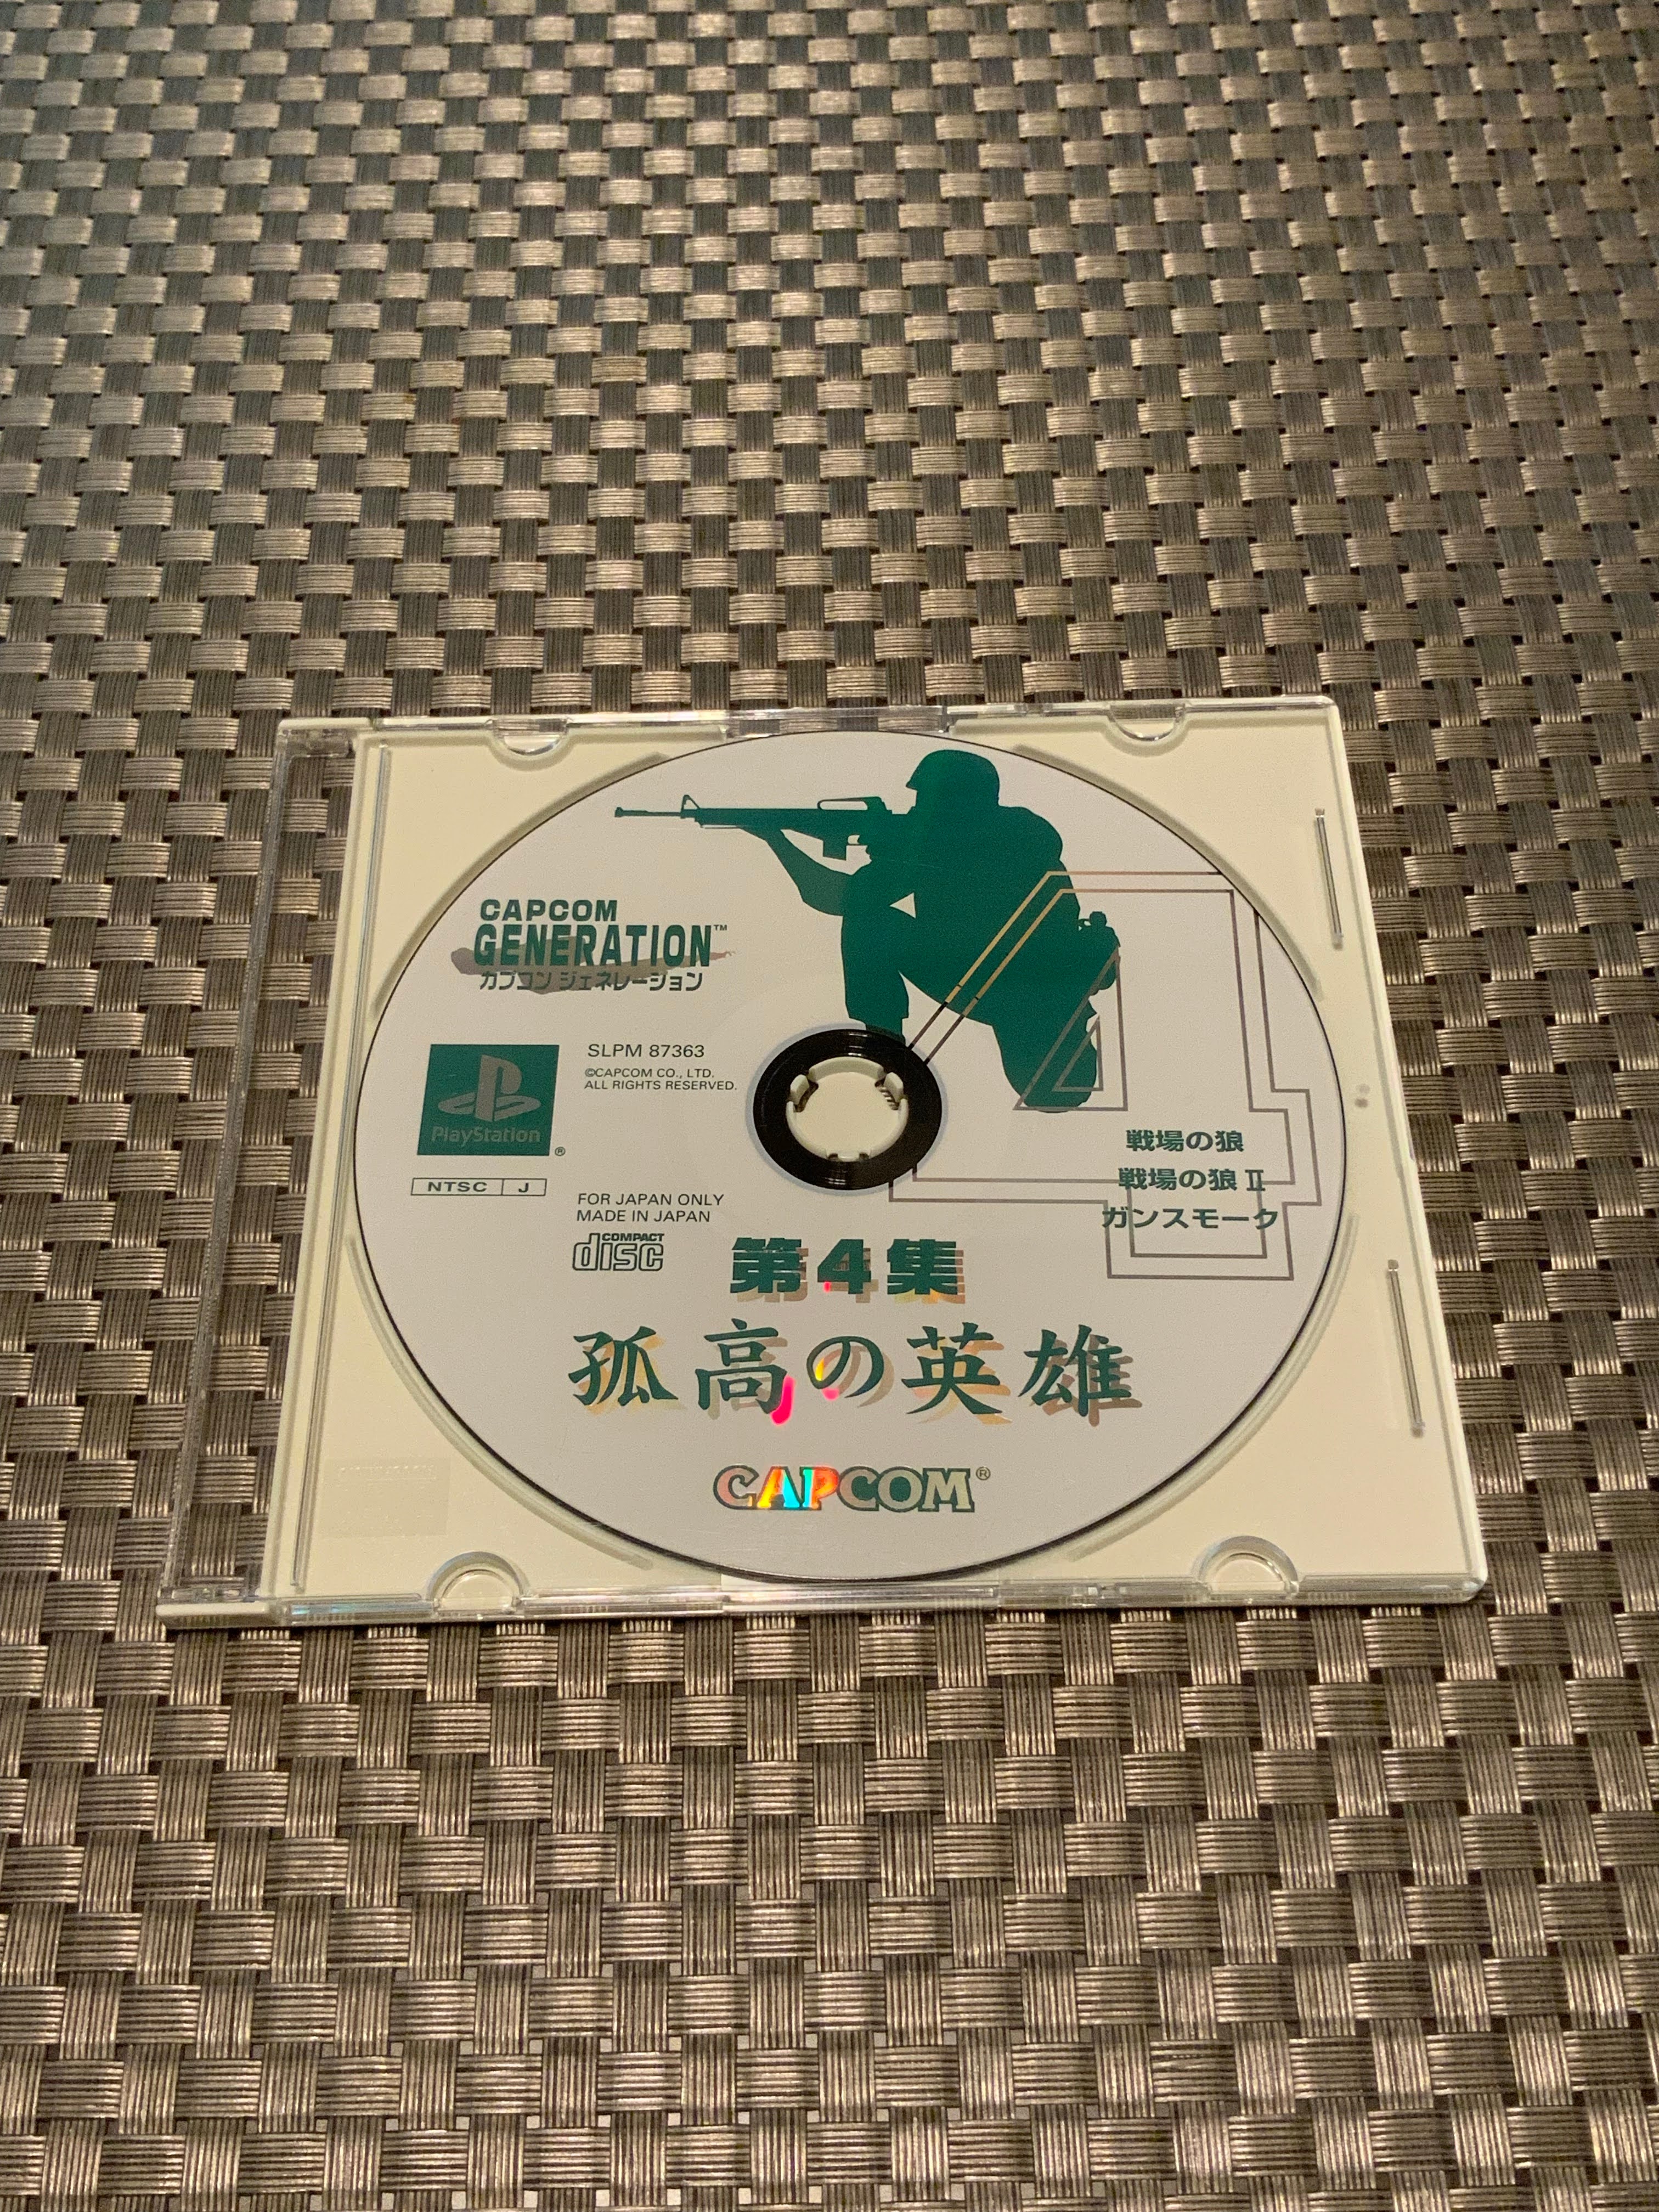 CAPCOM
GENERATION™
カプコン ジェネレーション
SLPM 87363
©CAPCOM CO., LTD.
ALL RIGHTS RESERVED.
PlayStation
®
NTSC J
FOR JAPAN ONLY
MADE IN JAPAN
COMPACT
disc
戦場の狼
戦場の狼 II
ガンスモーク
第4集
孤高の英雄
CAPCOM®